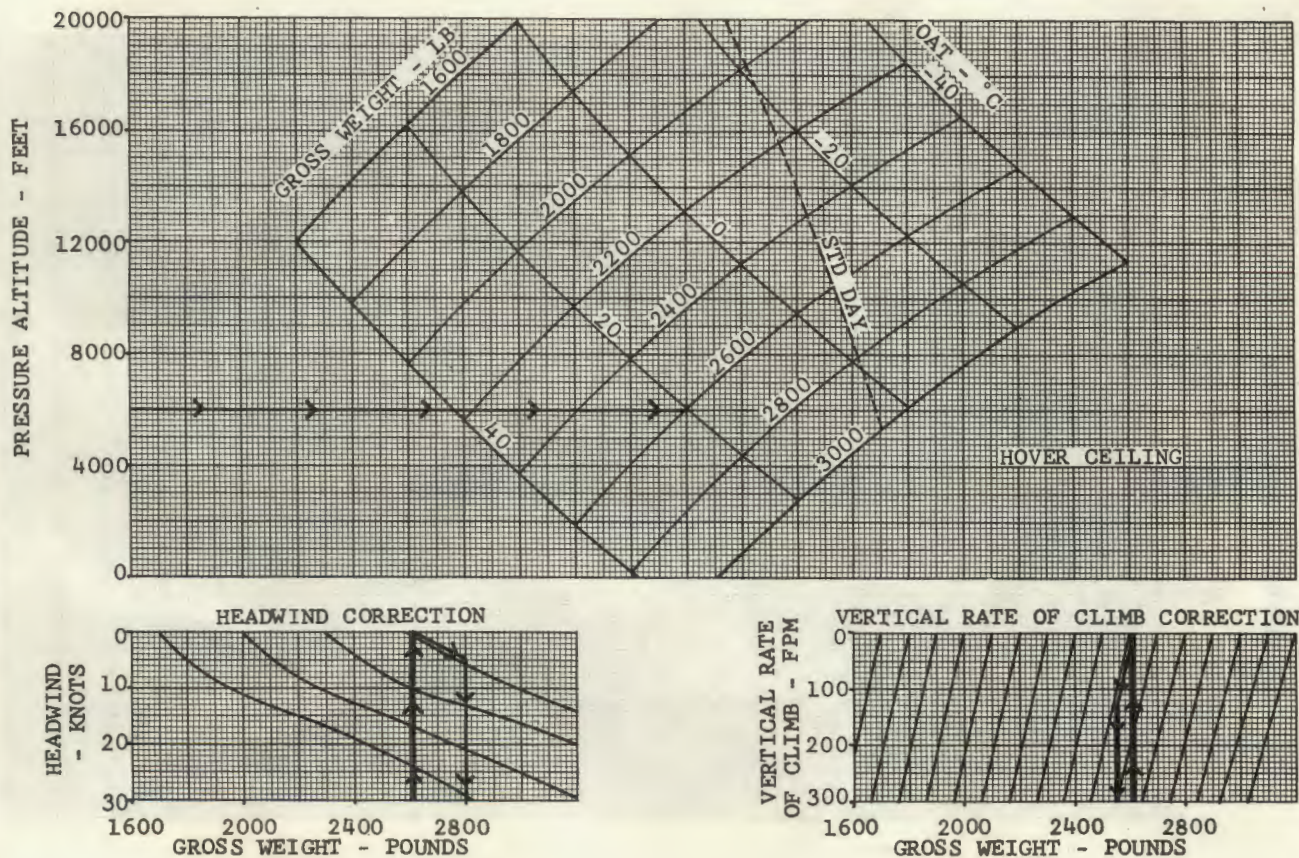 20000
16000
12000
8000
4000
0
PRESSURE ALTITUDE - FEET
GROSS WEIGHT - LB
1600
1800
2000
2200
2400
2600
2800
3000
OAT - °C
-40
-20
0
20
40
STD DAY
HOVER CEILING
HEADWIND CORRECTION
HEADWIND
- KNOTS
0
10
20
30
1600 2000 2400 2800
GROSS WEIGHT - POUNDS
VERTICAL RATE OF CLIMB CORRECTION
VERTICAL RATE
OF CLIMB - FPM
0
100
200
300
1600 2000 2400 2800
GROSS WEIGHT - POUNDS